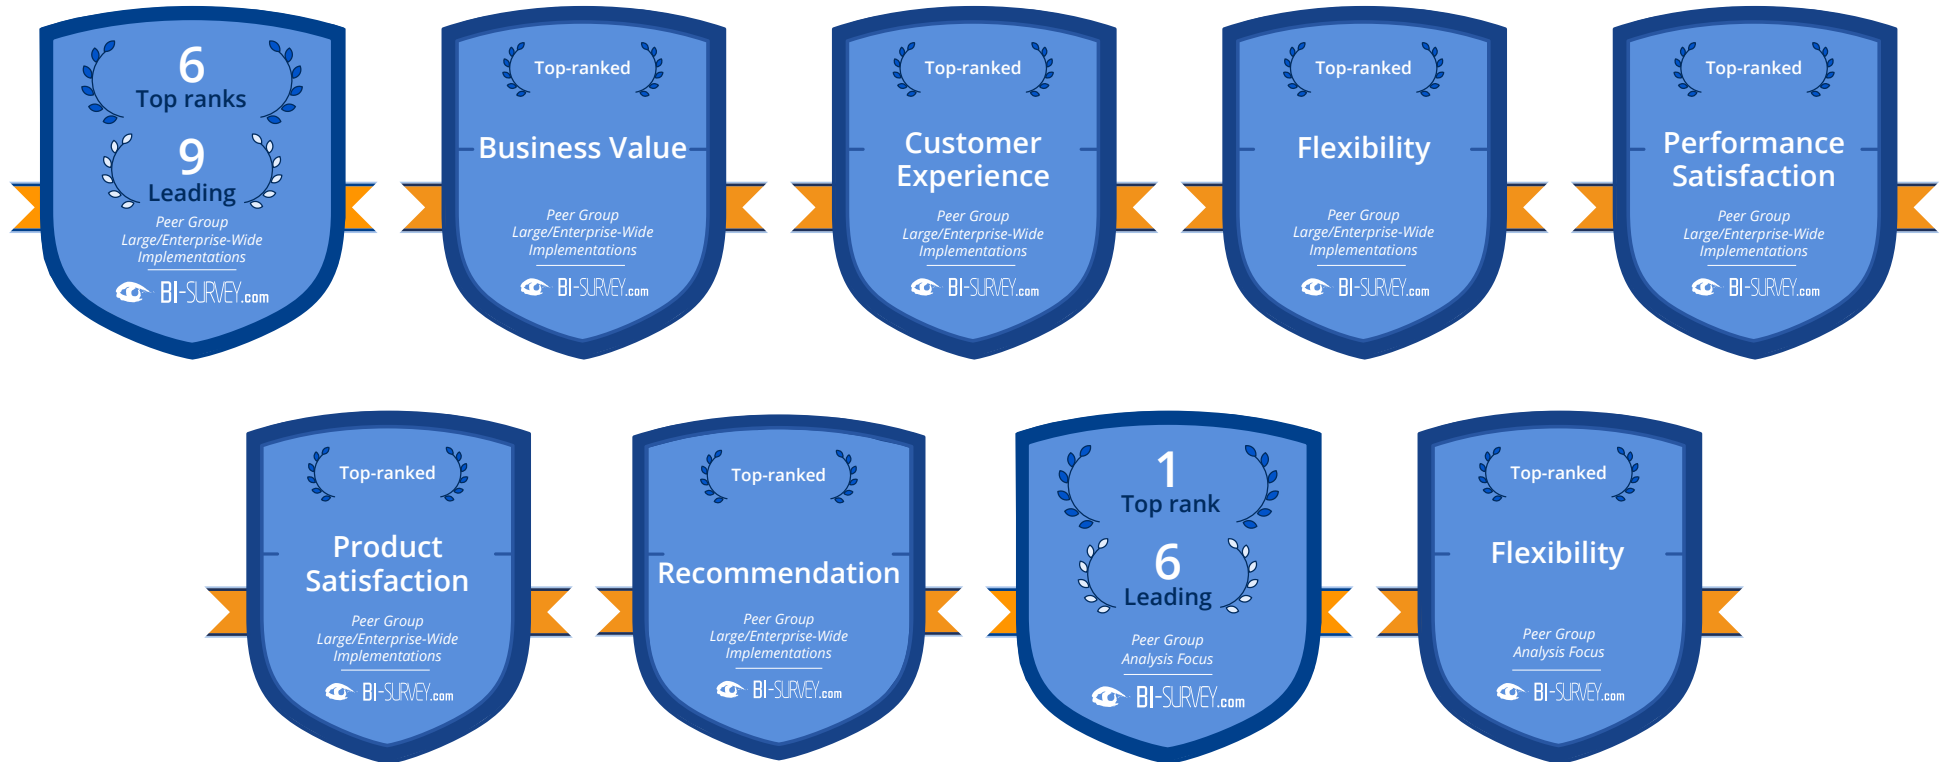 6
Top ranks
9
Leading
Peer Group
Large/Enterprise-Wide
Implementations
BI-SURVEY.com
Top-ranked
Business Value
Peer Group
Large/Enterprise-Wide
Implementations
BI-SURVEY.com
Top-ranked
Customer
Experience
Peer Group
Large/Enterprise-Wide
Implementations
BI-SURVEY.com
Top-ranked
Flexibility
Peer Group
Large/Enterprise-Wide
Implementations
BI-SURVEY.com
Top-ranked
Performance
Satisfaction
Peer Group
Large/Enterprise-Wide
Implementations
BI-SURVEY.com
Top-ranked
Product
Satisfaction
Peer Group
Large/Enterprise-Wide
Implementations
BI-SURVEY.com
Top-ranked
Recommendation
Peer Group
Large/Enterprise-Wide
Implementations
BI-SURVEY.com
1
Top rank
6
Leading
Peer Group
Analysis Focus
BI-SURVEY.com
Top-ranked
Flexibility
Peer Group
Analysis Focus
BI-SURVEY.com